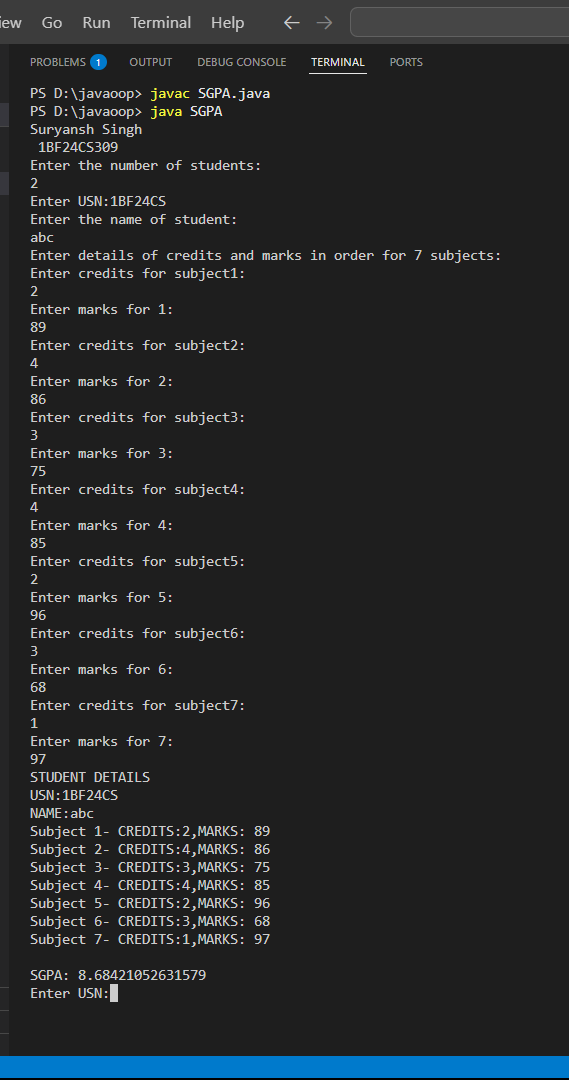 Go Run Terminal Help ← →
PROBLEMS 1 OUTPUT DEBUG CONSOLE TERMINAL PORTS
PS D:\javaoop> javac SGPA.java
PS D:\javaoop> java SGPA
Suryansh Singh
 1BF24CS309
Enter the number of students:
2
Enter USN:1BF24CS
Enter the name of student:
abc
Enter details of credits and marks in order for 7 subjects:
Enter credits for subject1:
2
Enter marks for 1:
89
Enter credits for subject2:
4
Enter marks for 2:
86
Enter credits for subject3:
3
Enter marks for 3:
75
Enter credits for subject4:
4
Enter marks for 4:
85
Enter credits for subject5:
2
Enter marks for 5:
96
Enter credits for subject6:
3
Enter marks for 6:
68
Enter credits for subject7:
1
Enter marks for 7:
97
STUDENT DETAILS
USN:1BF24CS
NAME:abc
Subject 1- CREDITS:2,MARKS: 89
Subject 2- CREDITS:4,MARKS: 86
Subject 3- CREDITS:3,MARKS: 75
Subject 4- CREDITS:4,MARKS: 85
Subject 5- CREDITS:2,MARKS: 96
Subject 6- CREDITS:3,MARKS: 68
Subject 7- CREDITS:1,MARKS: 97
SGPA: 8.68421052631579
Enter USN: